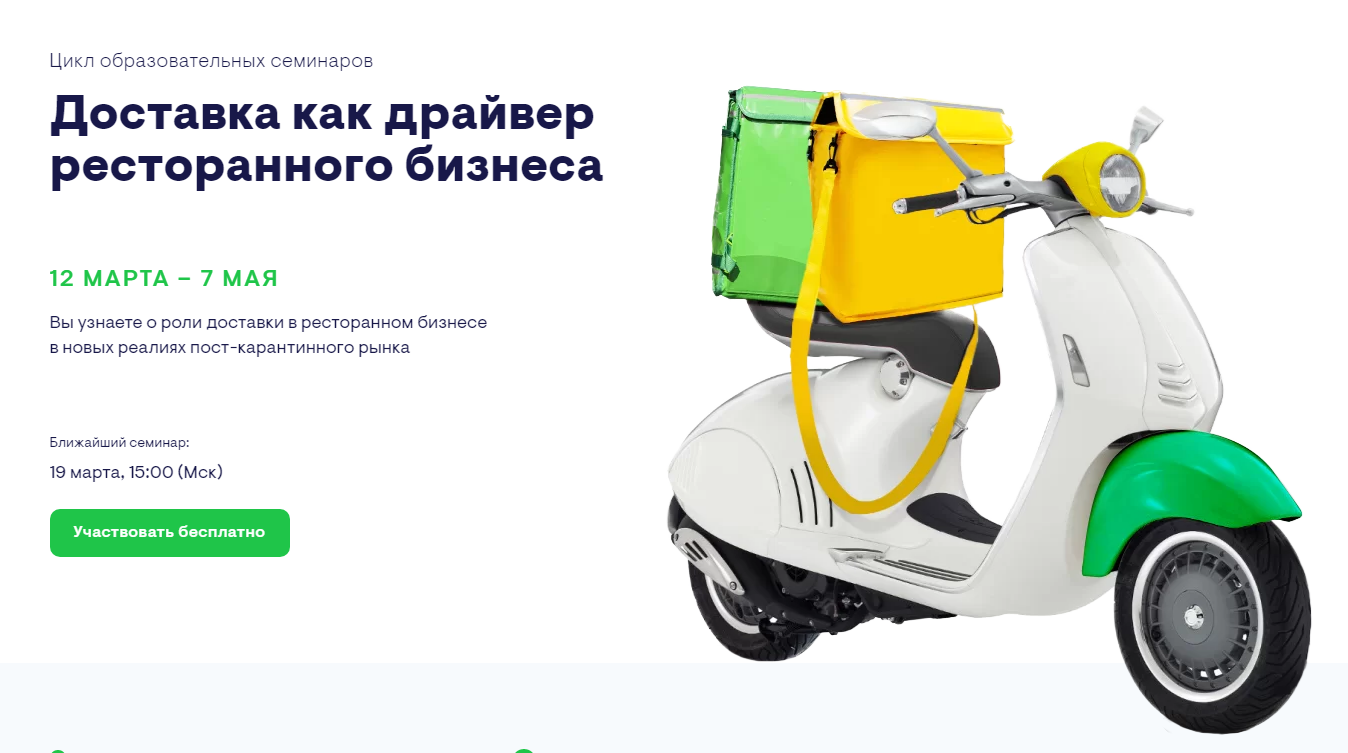 Цикл образовательных семинаров
Доставка как драйвер
ресторанного бизнеса
12 МАРТА – 7 МАЯ
Вы узнаете о роли доставки в ресторанном бизнесе
в новых реалиях пост-карантинного рынка
Ближайший семинар:
19 марта, 15:00 (Мск)
Участвовать бесплатно